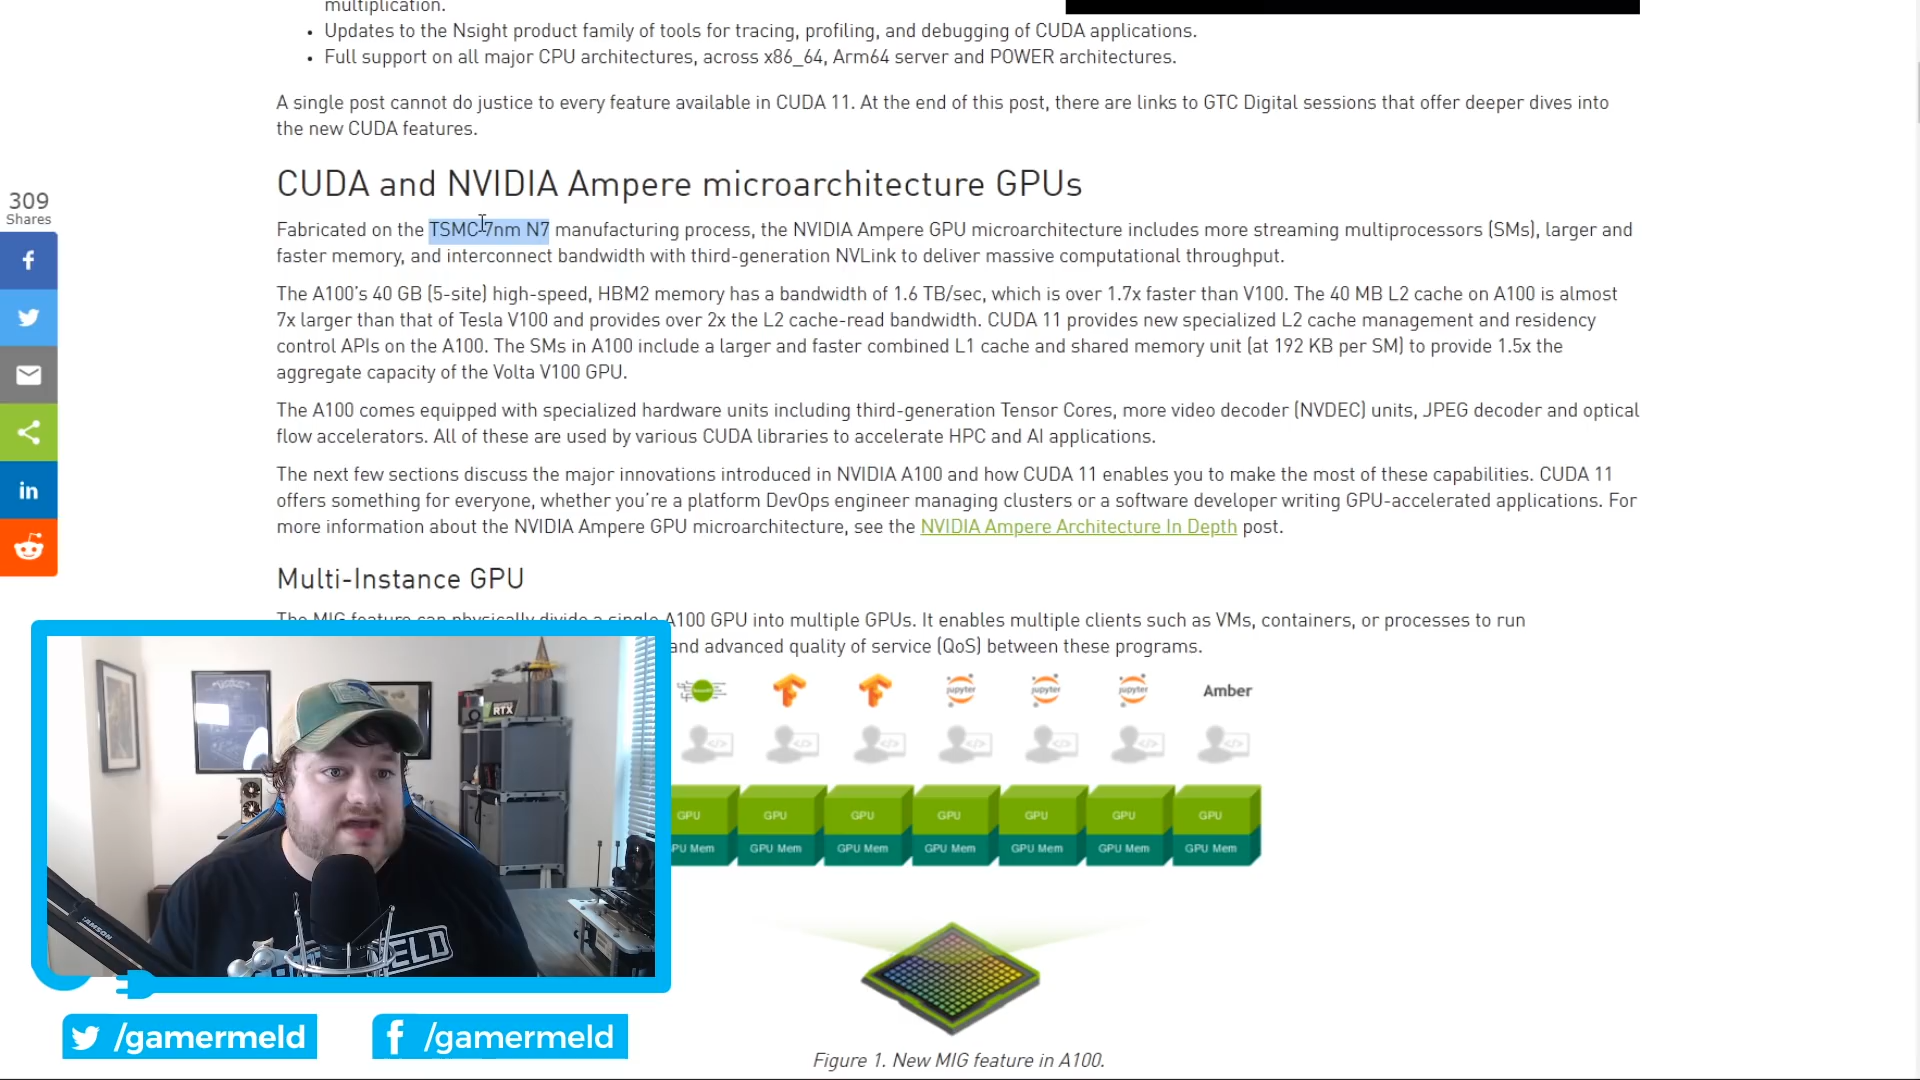 multiplication.
• Updates to the Nsight product family of tools for tracing, profiling, and debugging of CUDA applications.
• Full support on all major CPU architectures, across x86_64, Arm64 server and POWER architectures.
A single post cannot do justice to every feature available in CUDA 11. At the end of this post, there are links to GTC Digital sessions that offer deeper dives into
the new CUDA features.
CUDA and NVIDIA Ampere microarchitecture GPUs
309
Shares
Fabricated on the TSMC 7nm N7 manufacturing process, the NVIDIA Ampere GPU microarchitecture includes more streaming multiprocessors (SMs), larger and
faster memory, and interconnect bandwidth with third-generation NVLink to deliver massive computational throughput.
The A100's 40 GB (5-site) high-speed, HBM2 memory has a bandwidth of 1.6 TB/sec, which is over 1.7x faster than V100. The 40 MB L2 cache on A100 is almost
7x larger than that of Tesla V100 and provides over 2x the L2 cache-read bandwidth. CUDA 11 provides new specialized L2 cache management and residency
control APIs on the A100. The SMs in A100 include a larger and faster combined L1 cache and shared memory unit (at 192 KB per SM) to provide 1.5x the
aggregate capacity of the Volta V100 GPU.
The A100 comes equipped with specialized hardware units including third-generation Tensor Cores, more video decoder (NVDEC) units, JPEG decoder and optical
flow accelerators. All of these are used by various CUDA libraries to accelerate HPC and AI applications.
The next few sections discuss the major innovations introduced in NVIDIA A100 and how CUDA 11 enables you to make the most of these capabilities. CUDA 11
offers something for everyone, whether you're a platform DevOps engineer managing clusters or a software developer writing GPU-accelerated applications. For
more information about the NVIDIA Ampere GPU microarchitecture, see the NVIDIA Ampere Architecture In Depth post.
Multi-Instance GPU
The MIG feature can physically divide a single A100 GPU into multiple GPUs. It enables multiple clients such as VMs, containers, or processes to run
and advanced quality of service (QoS) between these programs.
jupyter jupyter jupyter Amber
GPU GPU GPU GPU GPU GPU GPU
PU Mem GPU Mem GPU Mem GPU Mem GPU Mem GPU Mem GPU Mem
RTX
SAMSON
ELD
/gamermeld /gamermeld
Figure 1. New MIG feature in A100.